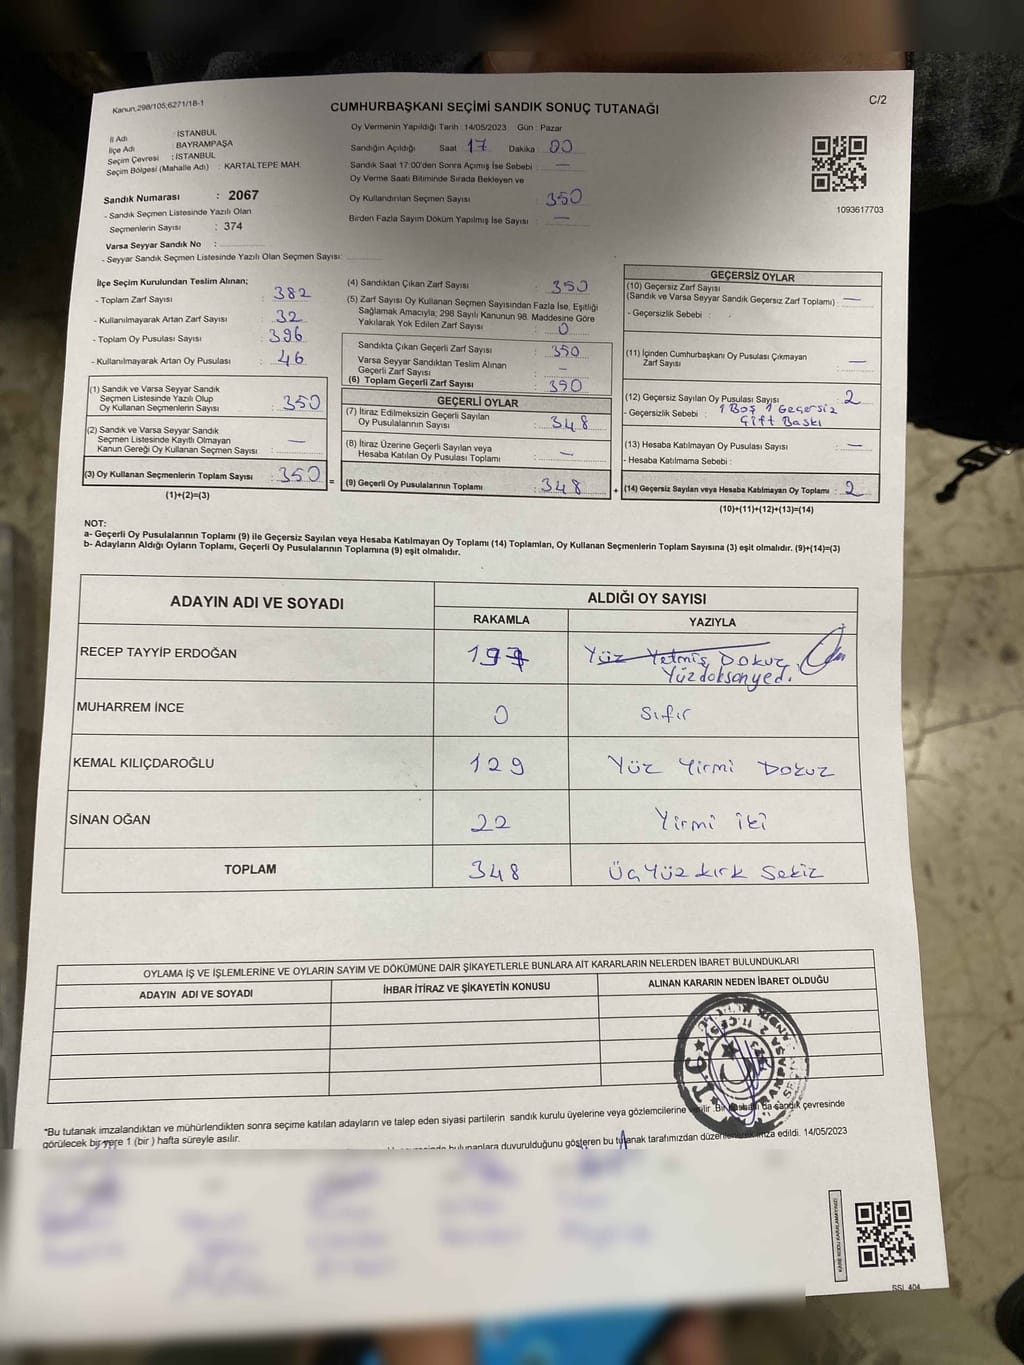 Kanun,298/105;6271/18-1
CUMHURBAŞKANI SEÇİMİ SANDIK SONUÇ TUTANAĞI
C/2
İl Adı : İSTANBUL
İlçe Adı : BAYRAMPAŞA
Seçim Çevresi : İSTANBUL
Seçim Bölgesi (Mahalle Adı) : KARTALTEPE MAH.
Sandık Numarası : 2067
- Sandık Seçmen Listesinde Yazılı Olan
Seçmenlerin Sayısı : 374
Varsa Seyyar Sandık No :
- Seyyar Sandık Seçmen Listesinde Yazılı Olan Seçmen Sayısı:
Oy Vermenin Yapıldığı Tarih : 14/05/2023 Gün : Pazar
Sandığın Açıldığı Saat 17 Dakika 00
Sandık Saat 17:00'den Sonra Açımış İse Sebebi : —
Oy Verme Saati Bitiminde Sırada Bekleyen ve
Oy Kullandırılan Seçmen Sayısı : 350
Birden Fazla Sayım Döküm Yapılmış İse Sayısı : —
1093617703
İlçe Seçim Kurulundan Teslim Alınan;
- Toplam Zarf Sayısı : 382
- Kullanılmayarak Artan Zarf Sayısı : 32
- Toplam Oy Pusulası Sayısı : 396
- Kullanılmayarak Artan Oy Pusulası : 46
(1) Sandık ve Varsa Seyyar Sandık
Seçmen Listesinde Yazılı Olup
Oy Kullanan Seçmenlerin Sayısı : 350
(2) Sandık ve Varsa Seyyar Sandık
Seçmen Listesinde Kayıtlı Olmayan
Kanun Gereği Oy Kullanan Seçmen Sayısı : —
(3) Oy Kullanan Seçmenlerin Toplam Sayısı : 350 =
(1)+(2)=(3)
(4) Sandıktan Çıkan Zarf Sayısı : 350
(5) Zarf Sayısı Oy Kullanan Seçmen Sayısından Fazla İse, Eşitliği
Sağlamak Amacıyla; 298 Sayılı Kanunun 98. Maddesine Göre
Yakılarak Yok Edilen Zarf Sayısı : 0
Sandıkta Çıkan Geçerli Zarf Sayısı : 350
Varsa Seyyar Sandıktan Teslim Alınan
Geçerli Zarf Sayısı : —
(6) Toplam Geçerli Zarf Sayısı : 350
GEÇERLİ OYLAR
(7) İtiraz Edilmeksizin Geçerli Sayılan
Oy Pusulasının Sayısı : 348
(8) İtiraz Üzerine Geçerli Sayılan veya
Hesaba Katılan Oy Pusulası Toplamı : —
(9) Geçerli Oy Pusulalarının Toplamı : 348 +
GEÇERSİZ OYLAR
(10) Geçersiz Zarf Sayısı
(Sandık ve Varsa Seyyar Sandık Geçersiz Zarf Toplamı) : —
- Geçersizlik Sebebi :
(11) İçinden Cumhurbaşkanı Oy Pusulası Çıkmayan
Zarf Sayısı : —
(12) Geçersiz Sayılan Oy Pusulası Sayısı : 2
- Geçersizlik Sebebi : 1 Boş 1 Geçersiz
Çift Baskı
(13) Hesaba Katılmayan Oy Pusulası Sayısı : —
- Hesaba Katılmama Sebebi :
(14) Geçersiz Sayılan veya Hesaba Katılmayan Oy Toplamı : 2
(10)+(11)+(12)+(13)=(14)
NOT:
a- Geçerli Oy Pusulalarının Toplamı (9) ile Geçersiz Sayılan veya Hesaba Katılmayan Oy Toplamı (14) Toplamları, Oy Kullanan Seçmenlerin Toplam Sayısına (3) eşit olmalıdır. (9)+(14)=(3)
b- Adayların Aldığı Oyların Toplamı, Geçerli Oy Pusulalarının Toplamına (9) eşit olmalıdır.
ADAYIN ADI VE SOYADI
ALDIĞI OY SAYISI
RAKAMLA YAZIYLA
RECEP TAYYİP ERDOĞAN 197 Yüz Yetmiş Dokuz
Yüzdoksanyed.
MUHARREM İNCE 0 Sıfır
KEMAL KILIÇDAROĞLU 129 Yüz Yirmi Dokuz
SİNAN OĞAN 22 Yirmi iki
TOPLAM 348 ÜçYüz kırk Sekiz
OYLAMA İŞ VE İŞLEMLERİNE VE OYLARIN SAYIM VE DÖKÜMÜNE DAİR ŞİKAYETLERLE BUNLARA AİT KARARLARIN NELERDEN İBARET BULUNDUKLARI
ADAYIN ADI VE SOYADI İHBAR İTİRAZ VE ŞİKAYETİN KONUSU ALINAN KARARIN NEDEN İBARET OLDUĞU
T.C.
*Bu tutanak imzalandıktan ve mühürlendikten sonra seçime katılan adayların ve talep eden siyasi partilerin sandık kurulu üyelerine veya gözlemcilerine verilir. Bir da sandık çevresinde
görülecek bir yere 1 (bir ) hafta süreyle asılır.
bulunanlara duyurulduğunu gösteren bu tutanak tarafımızdan düzenlenerek imza edildi. 14/05/2023
SSI 404